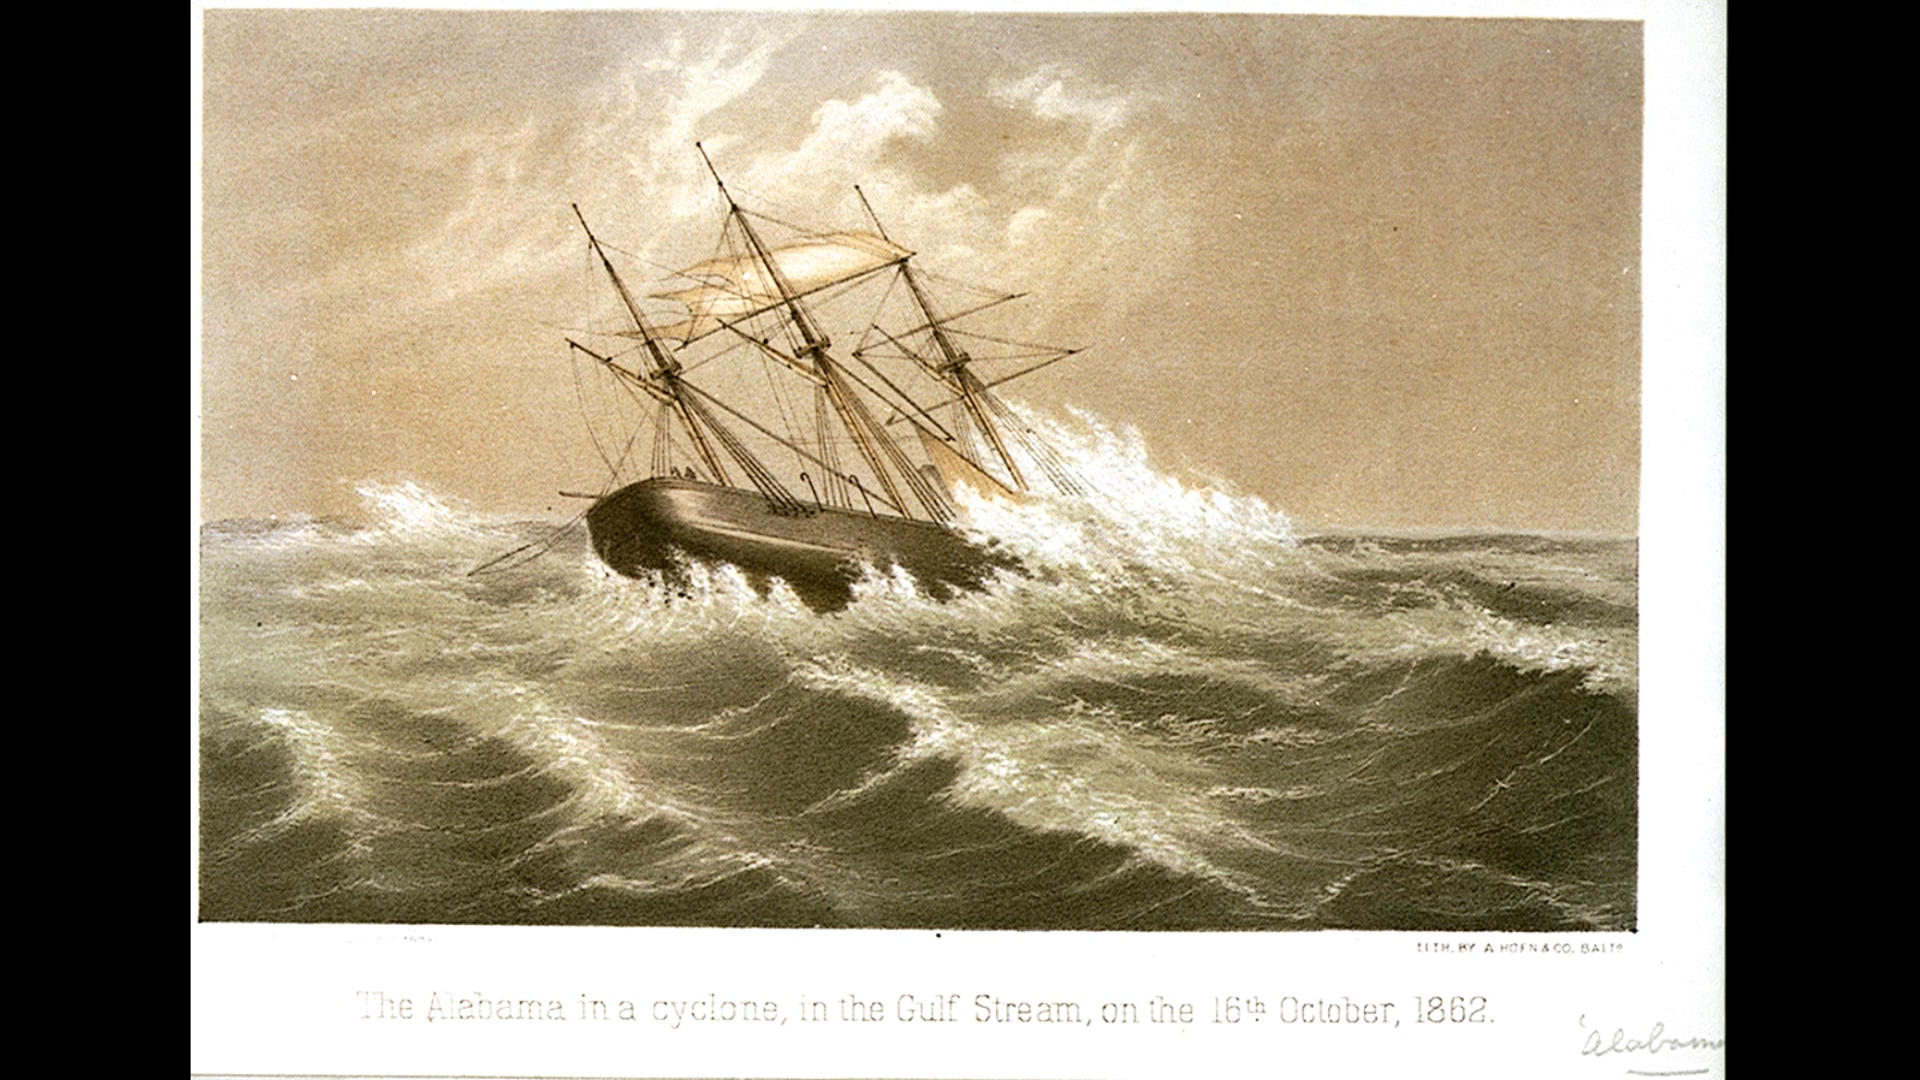 LITH. BY A HOEN & CO. BALTO
The Alabama in a cyclone, in the Gulf Stream, on the 16th October, 1862.
'Alabama